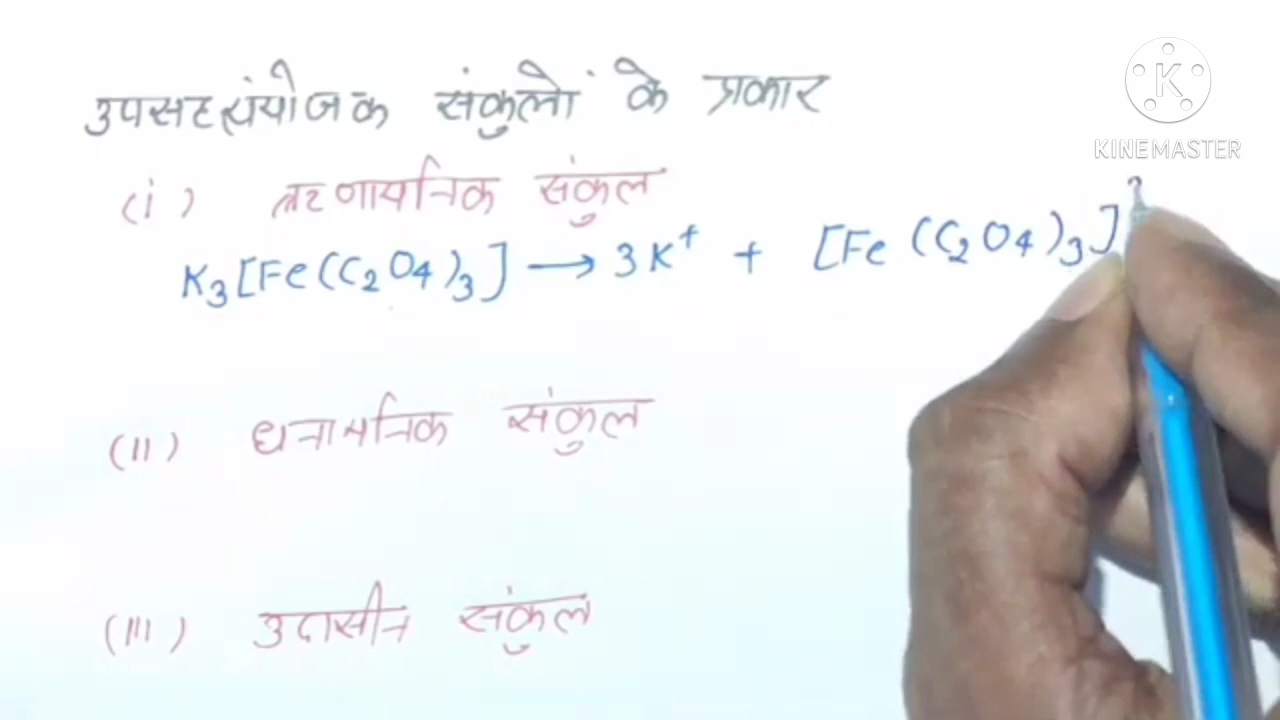 उपसहसंयोजक संकुलों के प्रकार
K
KINEMASTER
(i) ऋणायनिक संकुल
K₃[Fe(C₂O₄)₃] → 3K⁺ + [Fe(C₂O₄)₃]
(ii) धनायनिक संकुल
(iii) उदासीन संकुल